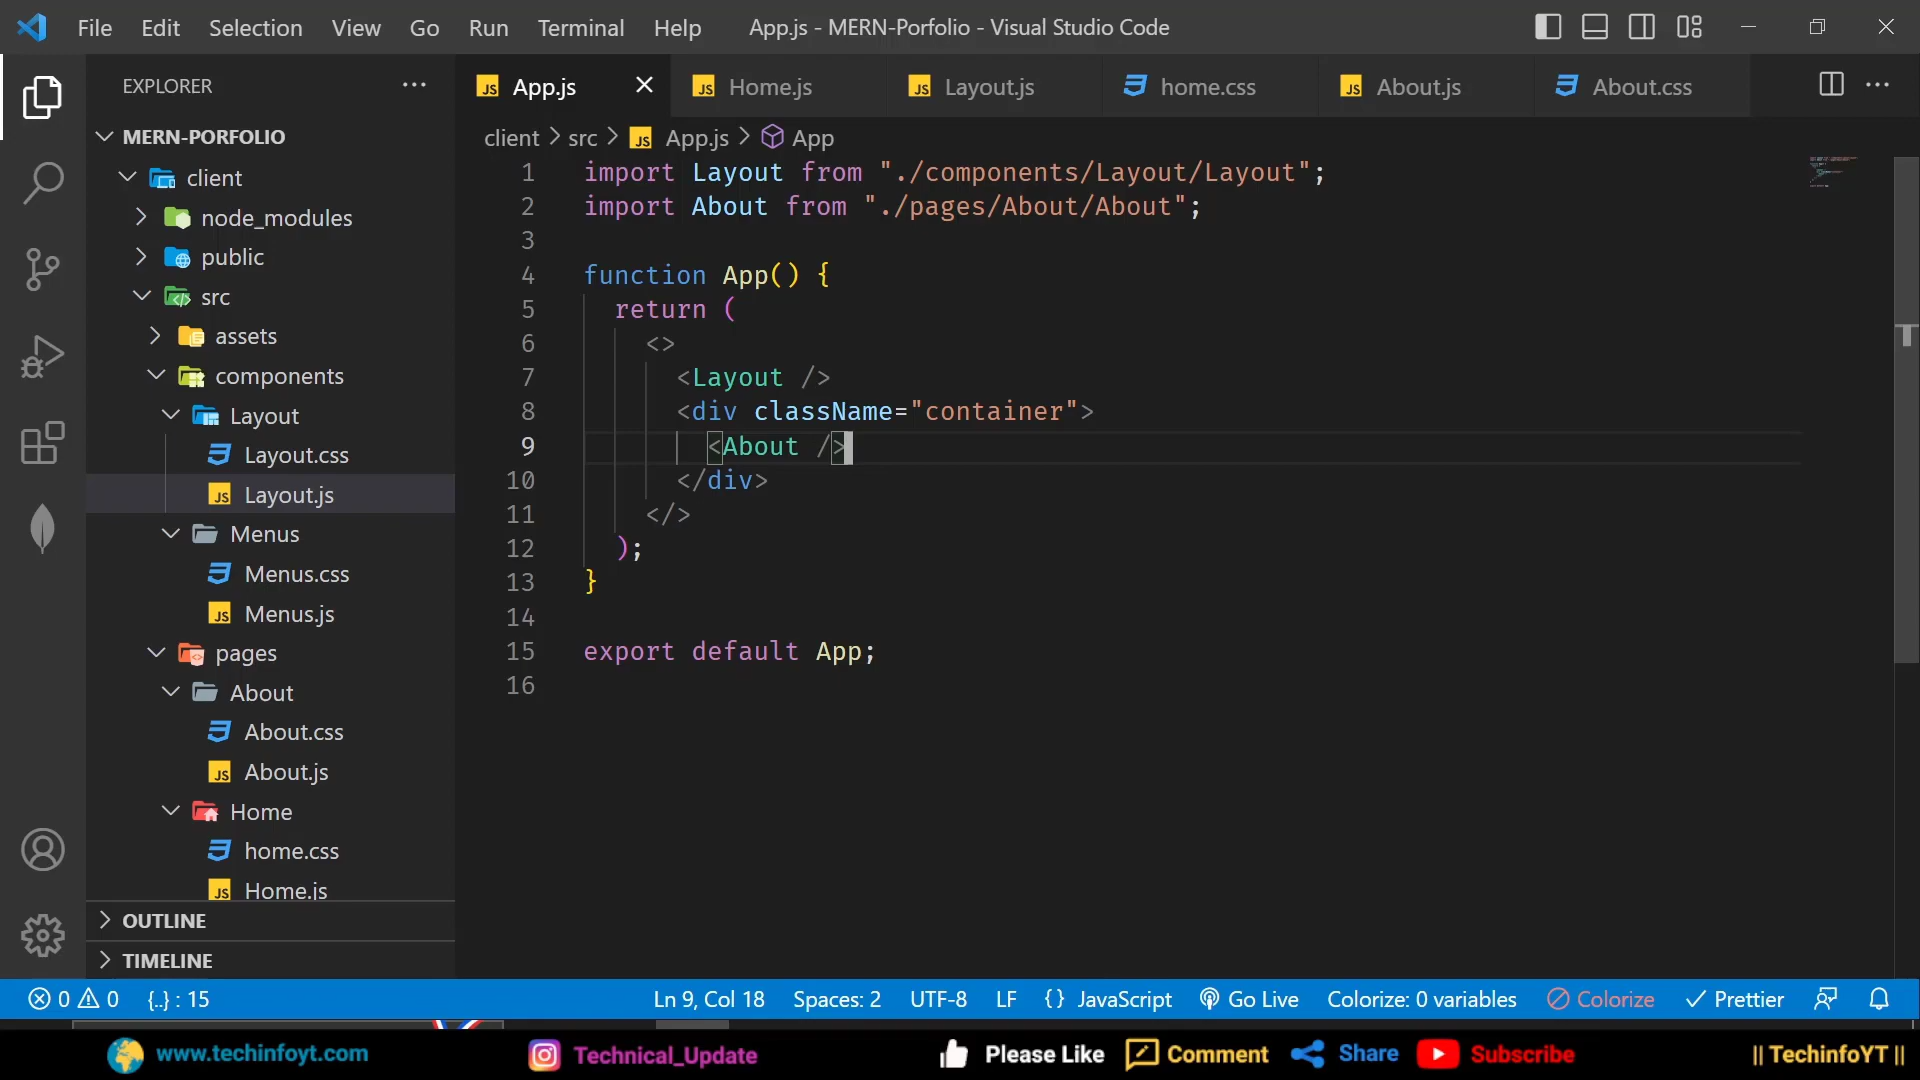 File Edit Selection View Go Run Terminal Help App.js - MERN-Porfolio - Visual Studio Code
EXPLORER
App.js Home.js Layout.js home.css About.js About.css
client > src > JS App.js > App
MERN-PORFOLIO
client
node_modules
public
src
assets
components
Layout
Layout.css
JS Layout.js
Menus
Menus.css
JS Menus.js
pages
About
About.css
JS About.js
Home
home.css
JS Home.js
OUTLINE
TIMELINE
1 import Layout from "./components/Layout/Layout";
2 import About from "./pages/About/About";
3
4 function App() {
5 return (
6 <>
7 <Layout />
8 <div className="container">
9 <About />
10 </div>
11 </>
12 );
13 }
14
15 export default App;
16
0 0 {..} : 15 Ln 9, Col 18 Spaces: 2 UTF-8 LF {} JavaScript Go Live Colorize: 0 variables Colorize Prettier
www.techinfoyt.com Technical_Update Please Like Comment Share Subscribe || TechinfoYT ||